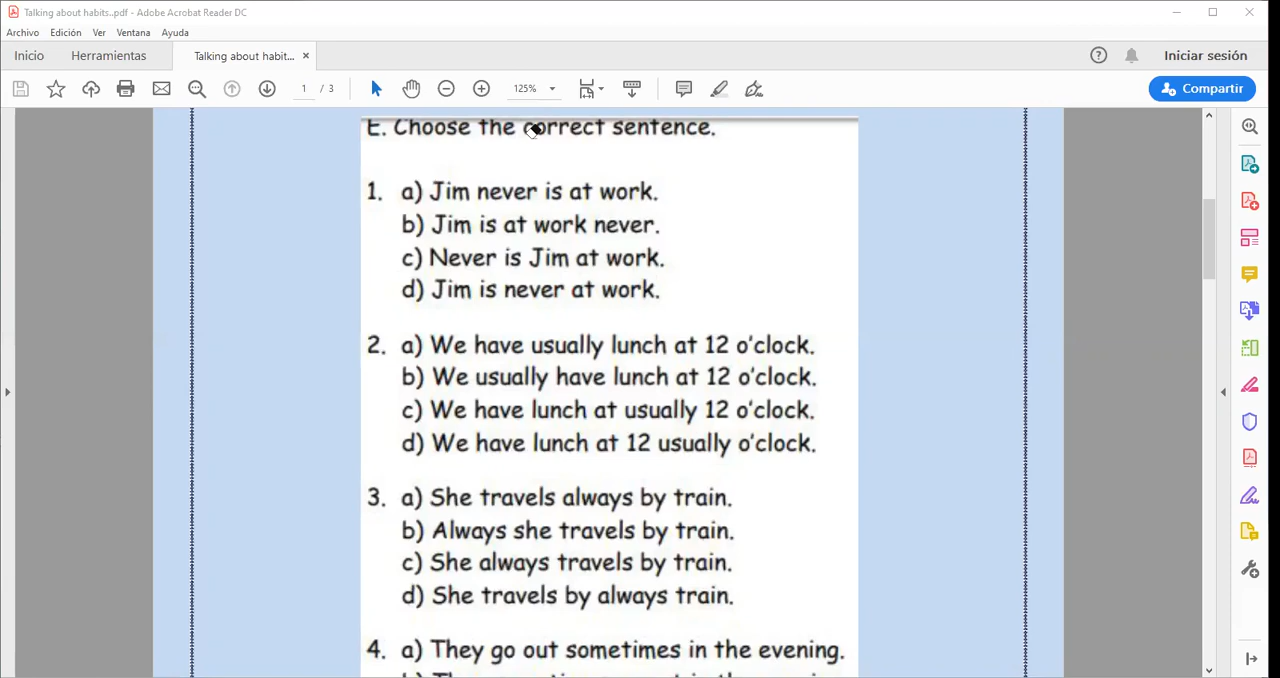 Talking about habits..pdf - Adobe Acrobat Reader DC
Archivo Edición Ver Ventana Ayuda
Inicio Herramientas Talking about habit... × Iniciar sesión
1 / 3 125% Compartir
E. Choose the correct sentence.
1. a) Jim never is at work.
b) Jim is at work never.
c) Never is Jim at work.
d) Jim is never at work.
2. a) We have usually lunch at 12 o'clock.
b) We usually have lunch at 12 o'clock.
c) We have lunch at usually 12 o'clock.
d) We have lunch at 12 usually o'clock.
3. a) She travels always by train.
b) Always she travels by train.
c) She always travels by train.
d) She travels by always train.
4. a) They go out sometimes in the evening.